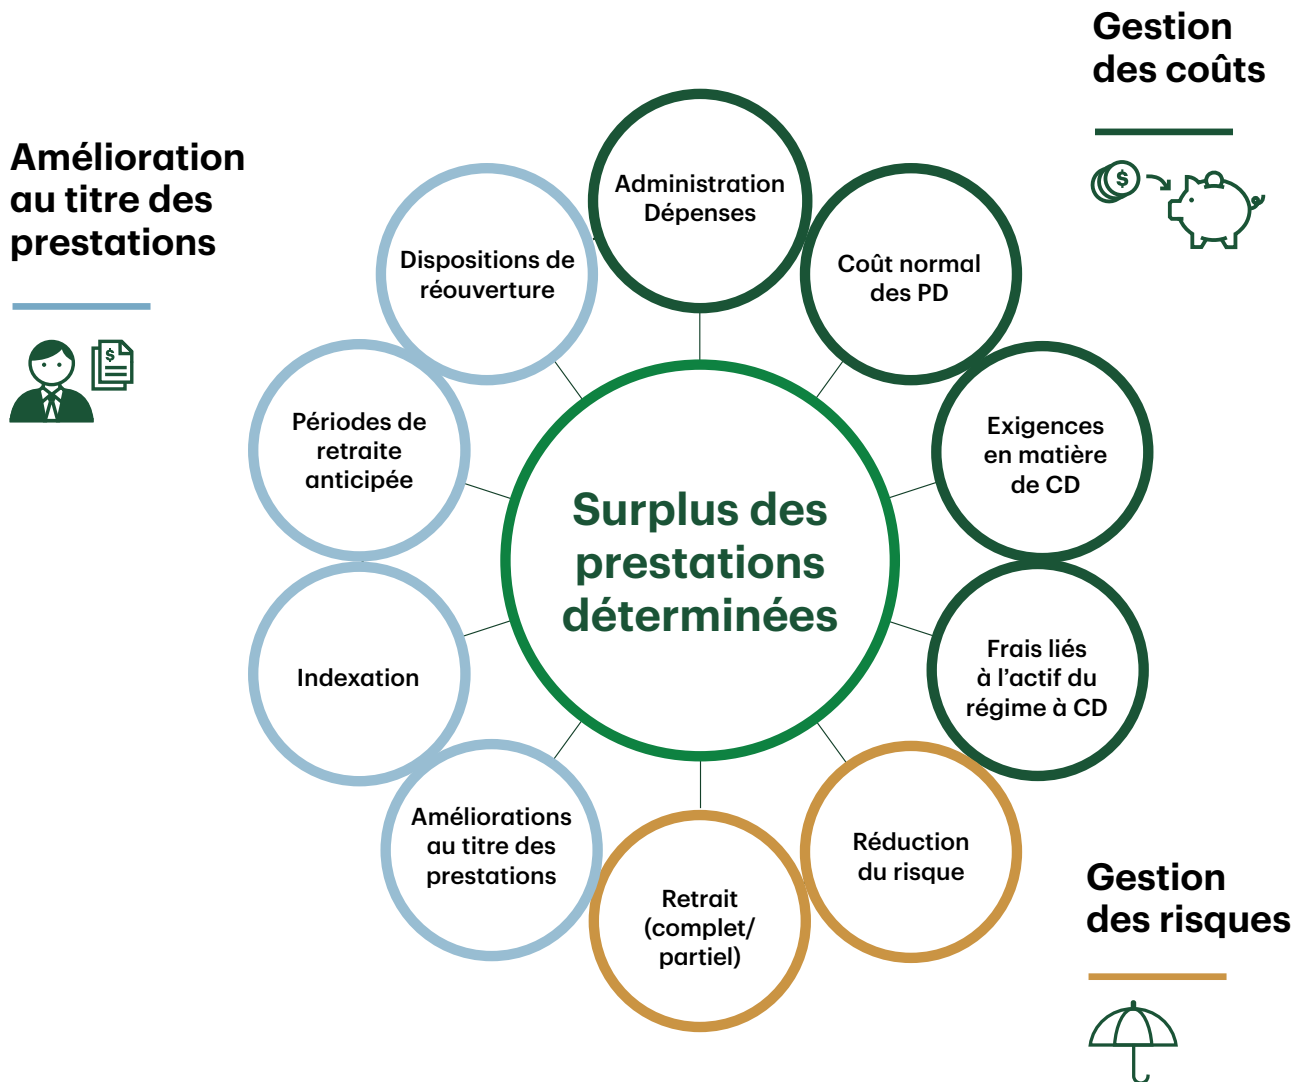 Gestion
des coûts
Amélioration
au titre des
prestations
Administration
Dépenses
Coût normal
des PD
Exigences
en matière
de CD
Frais liés
à l'actif du
régime à CD
Réduction
du risque
Retrait
(complet/
partiel)
Améliorations
au titre des
prestations
Indexation
Périodes de
retraite
anticipée
Dispositions de
réouverture
Surplus des
prestations
déterminées
Gestion
des risques
$
$